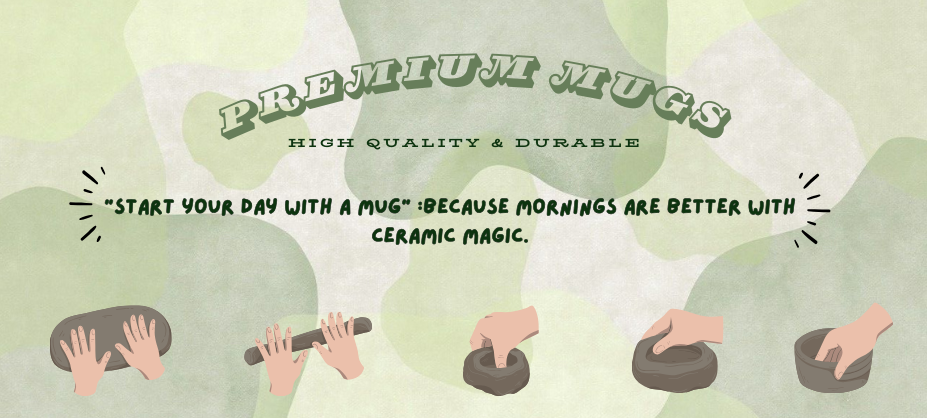 PREMIUM MUGS
HIGH QUALITY & DURABLE
"START YOUR DAY WITH A MUG" :BECAUSE MORNINGS ARE BETTER WITH
CERAMIC MAGIC.